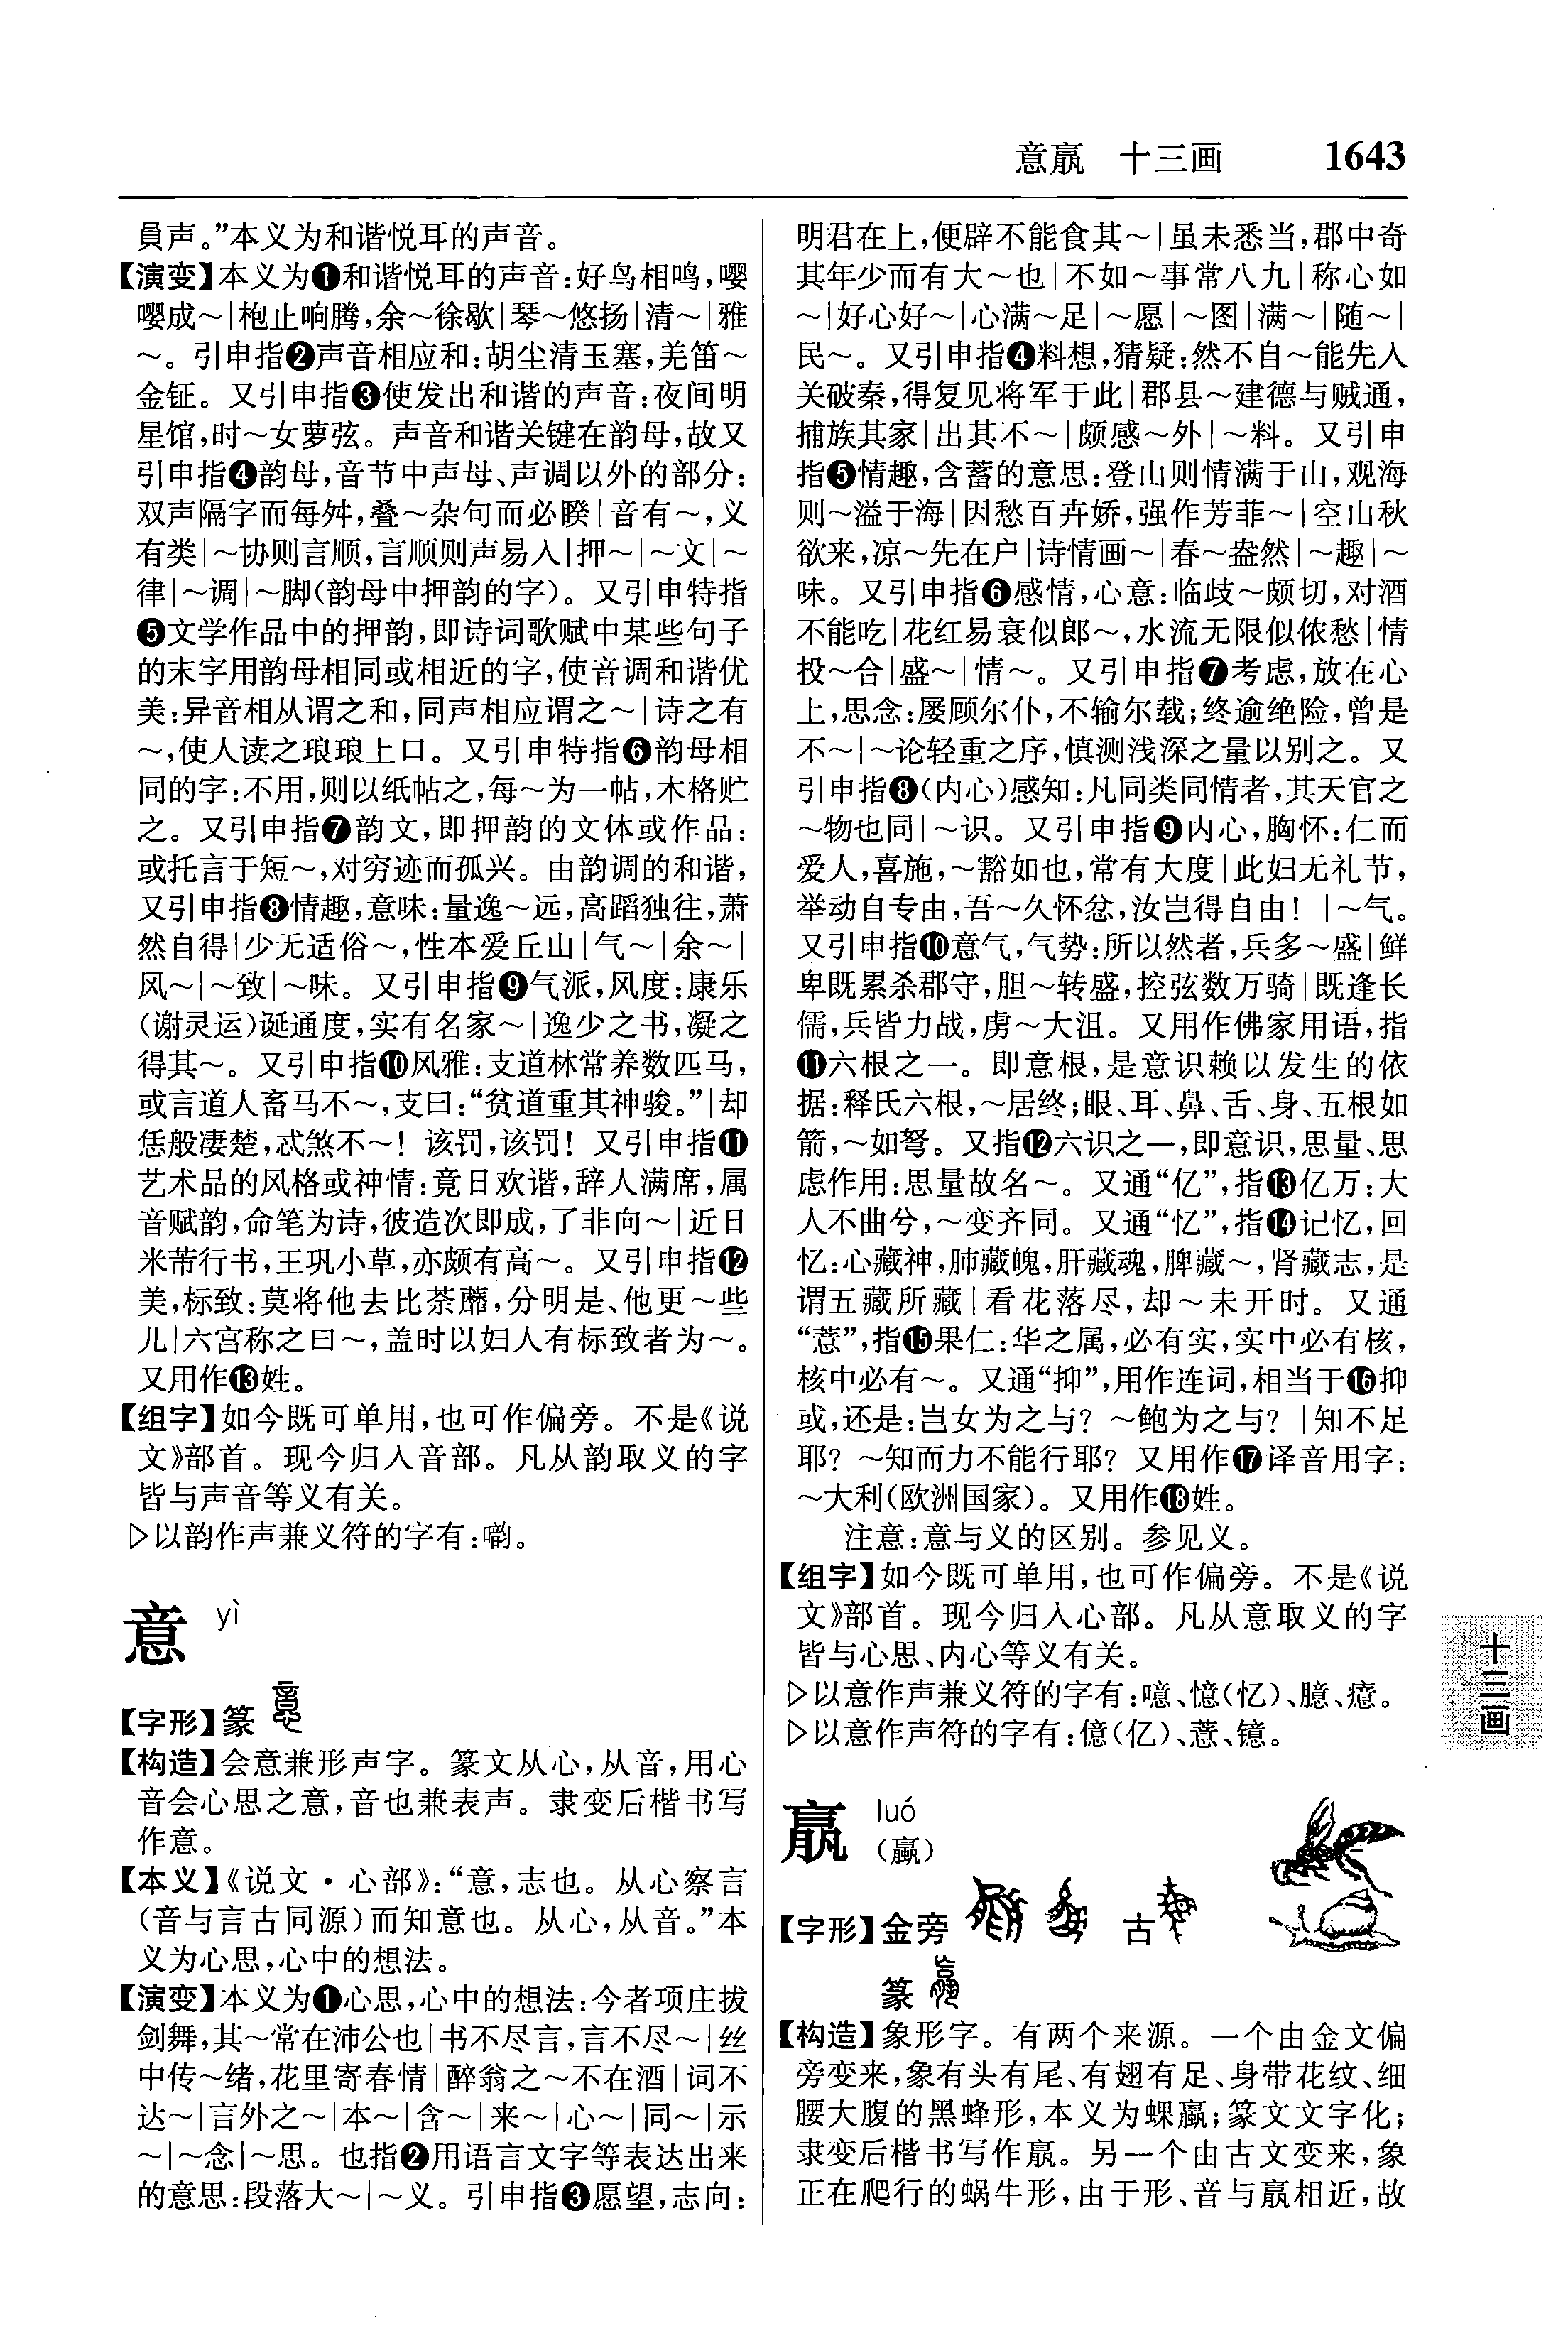 意㐁 十三画 1643
員声。”本义为和谐悦耳的声音。
【演变】本义为❶和谐悦耳的声音:好鸟相鸣,嘤
嘤成～|枹止响腾,余～徐歇|琴～悠扬|清～|雅
～。引申指❷声音相应和:胡尘清玉塞,羌笛～
金钲。又引申指❸使发出和谐的声音:夜间明
星馆,时～女萝弦。声音和谐关键在韵母,故又
引申指❹韵母,音节中声母、声调以外的部分:
双声隔字而每舛,叠～杂句而必睽|音有～,义
有类|～协则言顺,言顺则声易入|押～|～文|～
律|～调|～脚(韵母中押韵的字)。又引申特指
❺文学作品中的押韵,即诗词歌赋中某些句子
的末字用韵母相同或相近的字,使音调和谐优
美:异音相从谓之和,同声相应谓之～|诗之有
～,使人读之琅琅上口。又引申特指❻韵母相
同的字:不用,则以纸帖之,每～为一帖,木格贮
之。又引申指❼韵文,即押韵的文体或作品:
或托言于短～,对穷迹而孤兴。由韵调的和谐,
又引申指❽情趣,意味:量逸～远,高蹈独往,萧
然自得|少无适俗～,性本爱丘山|气～|余～|
风～|～致|～味。又引申指❾气派,风度:康乐
(谢灵运)诞通度,实有名家～|逸少之书,凝之
得其～。又引申指❿风雅:支道林常养数匹马,
或言道人畜马不～,支曰:“贫道重其神骏。”|却
恁般凄楚,忒煞不～!该罚,该罚!又引申指⓫
艺术品的风格或神情:竟日欢谐,辞人满席,属
音赋韵,命笔为诗,彼造次即成,了非向～|近日
米芾行书,王巩小草,亦颇有高～。又引申指⓬
美,标致:莫将他去比荼䕷,分明是、他更～些
儿|六宫称之曰～,盖时以妇人有标致者为～。
又用作⓭姓。
【组字】如今既可单用,也可作偏旁。不是《说
文》部首。现今归入音部。凡从韵取义的字
皆与声音等义有关。
▷以韵作声兼义符的字有:嚉。
意 yì
【字形】篆
【构造】会意兼形声字。篆文从心,从音,用心
音会心思之意,音也兼表声。隶变后楷书写
作意。
【本义】《说文·心部》:“意,志也。从心察言
(音与言古同源)而知意也。从心,从音。”本
义为心思,心中的想法。
【演变】本义为❶心思,心中的想法:今者项庄拔
剑舞,其～常在沛公也|书不尽言,言不尽～|丝
中传～绪,花里寄春情|醉翁之～不在酒|词不
达～|言外之～|本～|含～|来～|心～|同～|示
～|～念|～思。也指❷用语言文字等表达出来
的意思:段落大～|～义。引申指❸愿望,志向:
明君在上,便辟不能食其～|虽未悉当,郡中奇
其年少而有大～也|不如～事常八九|称心如
～|好心好～|心满～足|～愿|～图|满～|随～|
民～。又引申指❹料想,猜疑:然不自～能先入
关破秦,得复见将军于此|郡县～建德与贼通,
捕族其家|出其不～|颇感～外|～料。又引申
指❺情趣,含蓄的意思:登山则情满于山,观海
则～溢于海|因愁百卉娇,强作芳菲～|空山秋
欲来,凉～先在户|诗情画～|春～盎然|～趣|～
味。又引申指❻感情,心意:临歧～颇切,对酒
不能吃|花红易衰似郎～,水流无限似侬愁|情
投～合|盛～|情～。又引申指❼考虑,放在心
上,思念:屡顾尔仆,不输尔载;终逾绝险,曾是
不～|～论轻重之序,慎测浅深之量以别之。又
引申指❽(内心)感知:凡同类同情者,其天官之
～物也同|～识。又引申指❾内心,胸怀:仁而
爱人,喜施,～豁如也,常有大度|此妇无礼节,
举动自专由,吾～久怀忿,汝岂得自由!|～气。
又引申指❿意气,气势:所以然者,兵多～盛|鲜
卑既累杀郡守,胆～转盛,控弦数万骑|既逢长
儒,兵皆力战,虏～大沮。又用作佛家用语,指
⓫六根之一。即意根,是意识赖以发生的依
据:释氏六根,～居终;眼、耳、鼻、舌、身、五根如
箭,～如弩。又指⓬六识之一,即意识,思量、思
虑作用:思量故名～。又通“亿”,指⓭亿万:大
人不曲兮,～变齐同。又通“忆”,指⓮记忆,回
忆:心藏神,肺藏魄,肝藏魂,脾藏～,肾藏志,是
谓五藏所藏|看花落尽,却～未开时。又通
“薏”,指⓯果仁:华之属,必有实,实中必有核,
核中必有～。又通“抑”,用作连词,相当于⓰抑
或,还是:岂女为之与?～鲍为之与?|知不足
耶?～知而力不能行耶?又用作⓱译音用字:
～大利(欧洲国家)。又用作⓲姓。
注意:意与义的区别。参见义。
【组字】如今既可单用,也可作偏旁。不是《说
文》部首。现今归入心部。凡从意取义的字
皆与心思、内心等义有关。
▷以意作声兼义符的字有:噫、憶(忆)、臆、癔。
▷以意作声符的字有:億(亿)、薏、镱。
㐁 luó
(蠃)
【字形】金旁 古
篆
【构造】象形字。有两个来源。一个由金文偏
旁变来,象有头有尾、有翅有足、身带花纹、细
腰大腹的黑蜂形,本义为蜾蠃;篆文文字化;
隶变后楷书写作㐁。另一个由古文变来,象
正在爬行的蜗牛形,由于形、音与㐁相近,故
十三画